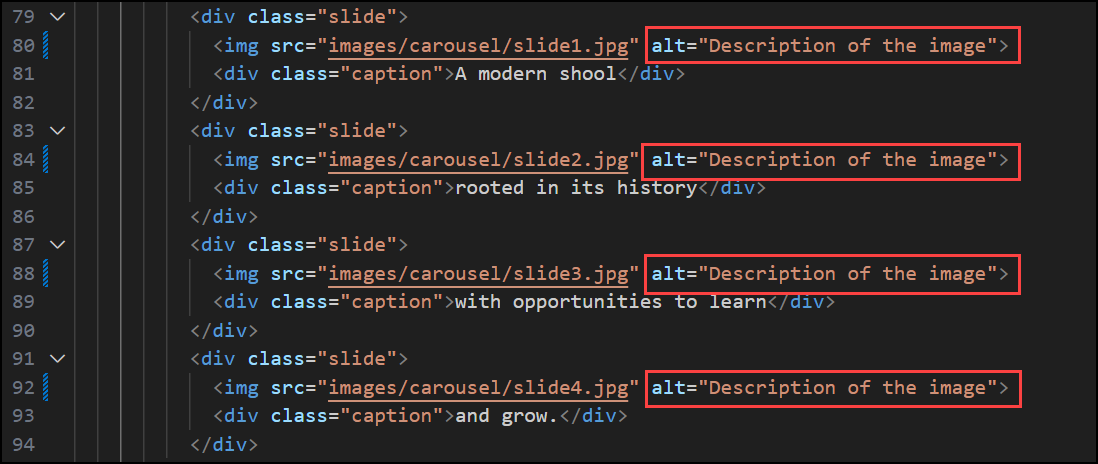 79 <div class="slide">
80 <img src="images/carousel/slide1.jpg" alt="Description of the image">
81 <div class="caption">A modern shool</div>
82 </div>
83 <div class="slide">
84 <img src="images/carousel/slide2.jpg" alt="Description of the image">
85 <div class="caption">rooted in its history</div>
86 </div>
87 <div class="slide">
88 <img src="images/carousel/slide3.jpg" alt="Description of the image">
89 <div class="caption">with opportunities to learn</div>
90 </div>
91 <div class="slide">
92 <img src="images/carousel/slide4.jpg" alt="Description of the image">
93 <div class="caption">and grow.</div>
94 </div>